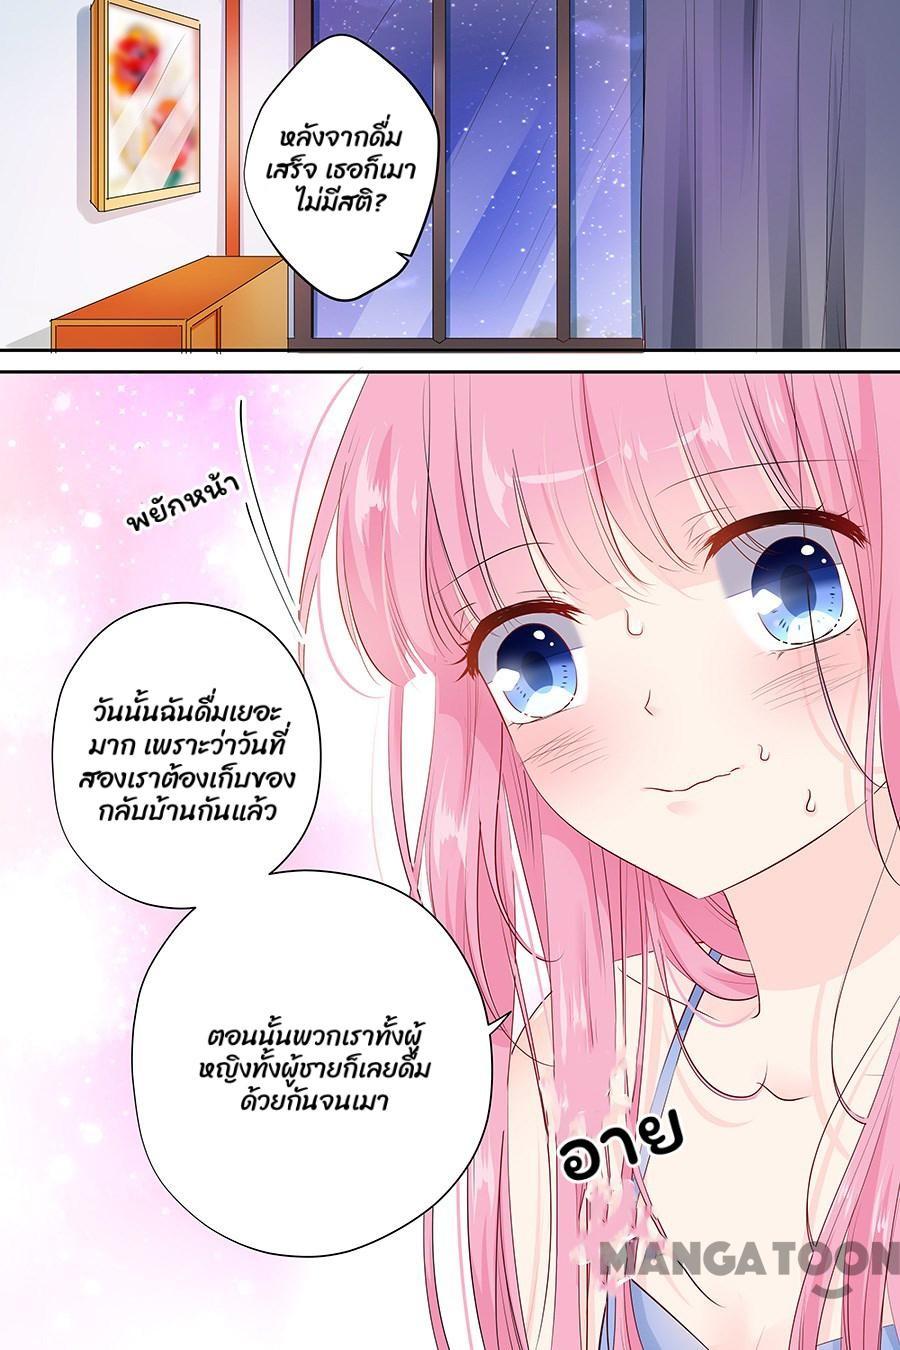 หลังจากดื่ม
เสร็จ เธอก็เมา
ไม่มีสติ?
พยักหน้า
วันนั้นฉันดื่มเยอะ
มาก เพราะว่าวันที่
สองเราต้องเก็บของ
กลับบ้านกันแล้ว
ตอนนั้นพวกเราทั้งผู้
หญิงทั้งผู้ชายก็เลยดื่ม
ด้วยกันจนเมา
อาย
MANGATOON